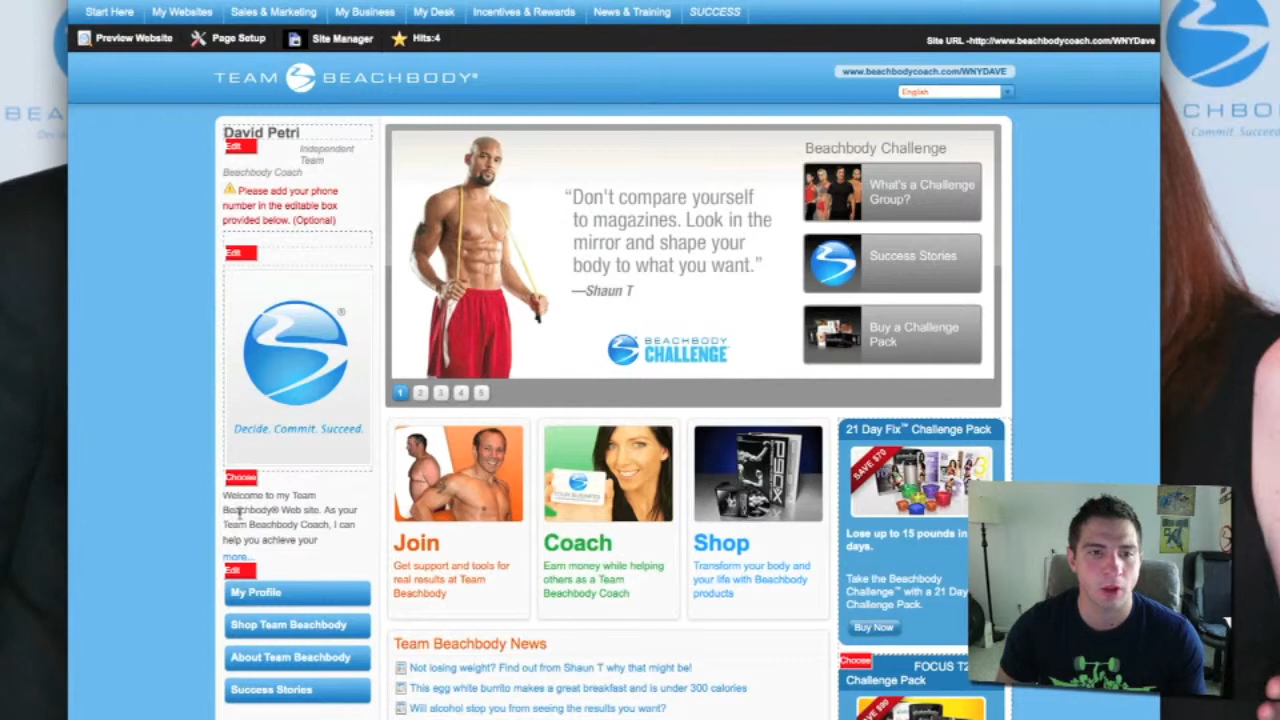 Start Here
My Websites
Sales & Marketing
My Business
My Desk
Incentives & Rewards
News & Training
SUCCESS
Preview Website
Page Setup
Site Manager
Hits:4
Site URL -http://www.beachbodycoach.com/WNYDave
TEAM BEACHBODY®
www.beachbodycoach.com/WNYDAVE
English
BEA
CHBO
Commit. Succeed.
David Petri
Edit
Independent
Team
Beachbody Coach
Please add your phone
number in the editable box
provided below. (Optional)
Edit
®
Decide. Commit. Succeed.
Choose
Welcome to my Team
Beachbody® Web site. As your
Team Beachbody Coach, I can
help you achieve your
more...
Edit
My Profile
Shop Team Beachbody
About Team Beachbody
Success Stories
“Don't compare yourself
to magazines. Look in the
mirror and shape your
body to what you want.”
—Shaun T
BEACHBODY
CHALLENGE
1 2 3 4 5
Beachbody Challenge
What's a Challenge
Group?
Success Stories
Buy a Challenge
Pack
Join
Get support and tools for
real results at Team
Beachbody
YOUR BUSINESS
Coach
Earn money while helping
others as a Team
Beachbody Coach
P90X
Shop
Transform your body and
your life with Beachbody
products
Team Beachbody News
Not losing weight? Find out from Shaun T why that might be!
This egg white burrito makes a great breakfast and is under 300 calories
Will alcohol stop you from seeing the results you want?
21 Day Fix™ Challenge Pack
SAVE $70
Lose up to 15 pounds in
days.
Take the Beachbody
Challenge™ with a 21 Day
Challenge Pack.
Buy Now
Choose
FOCUS T2
Challenge Pack
SAVE $90